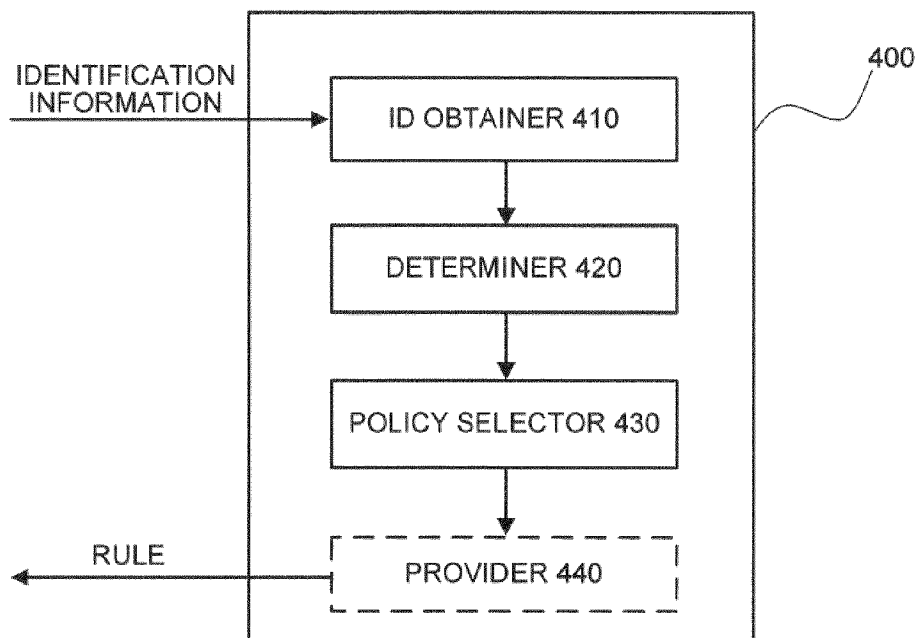 IDENTIFICATION
INFORMATION
400
ID OBTAINER 410
DETERMINER 420
POLICY SELECTOR 430
RULE
PROVIDER 440